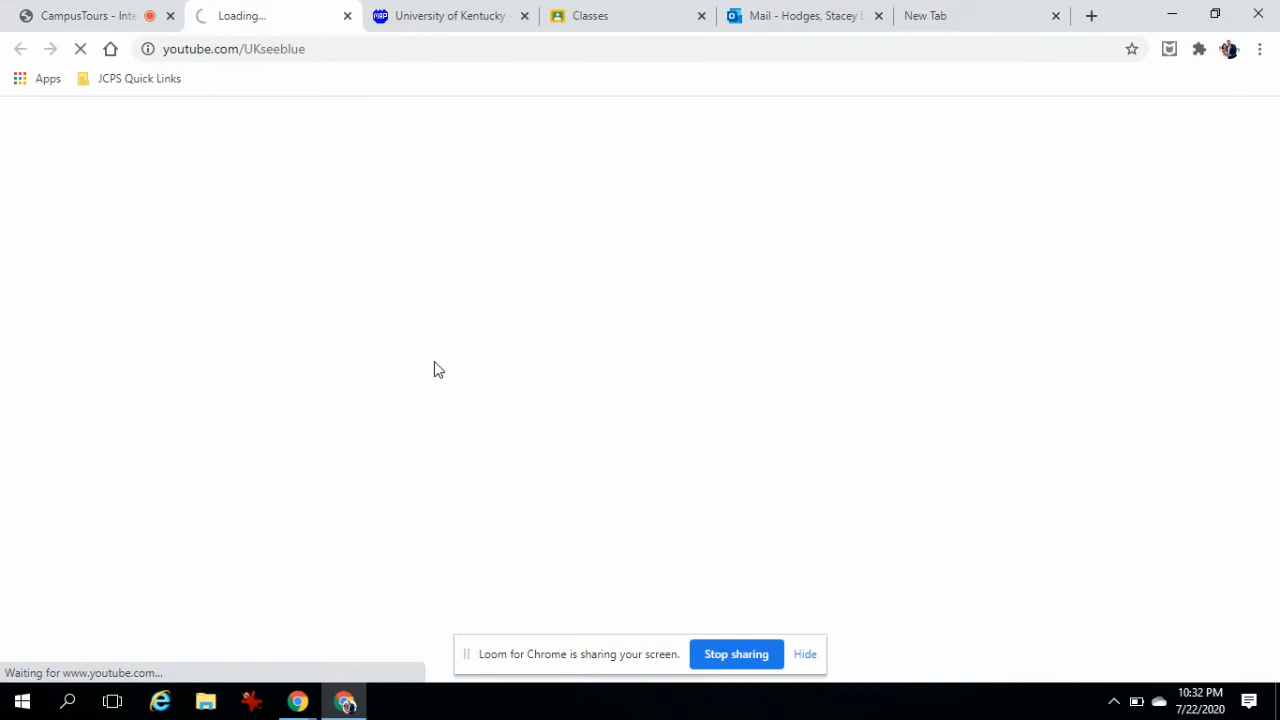 CampusTours - Inte
Loading...
University of Kentucky -
Classes
Mail - Hodges, Stacey L
New Tab
youtube.com/UKseeblue
Apps
JCPS Quick Links
Loom for Chrome is sharing your screen.
Stop sharing
Hide
Waiting for www.youtube.com...
10:32 PM
7/22/2020